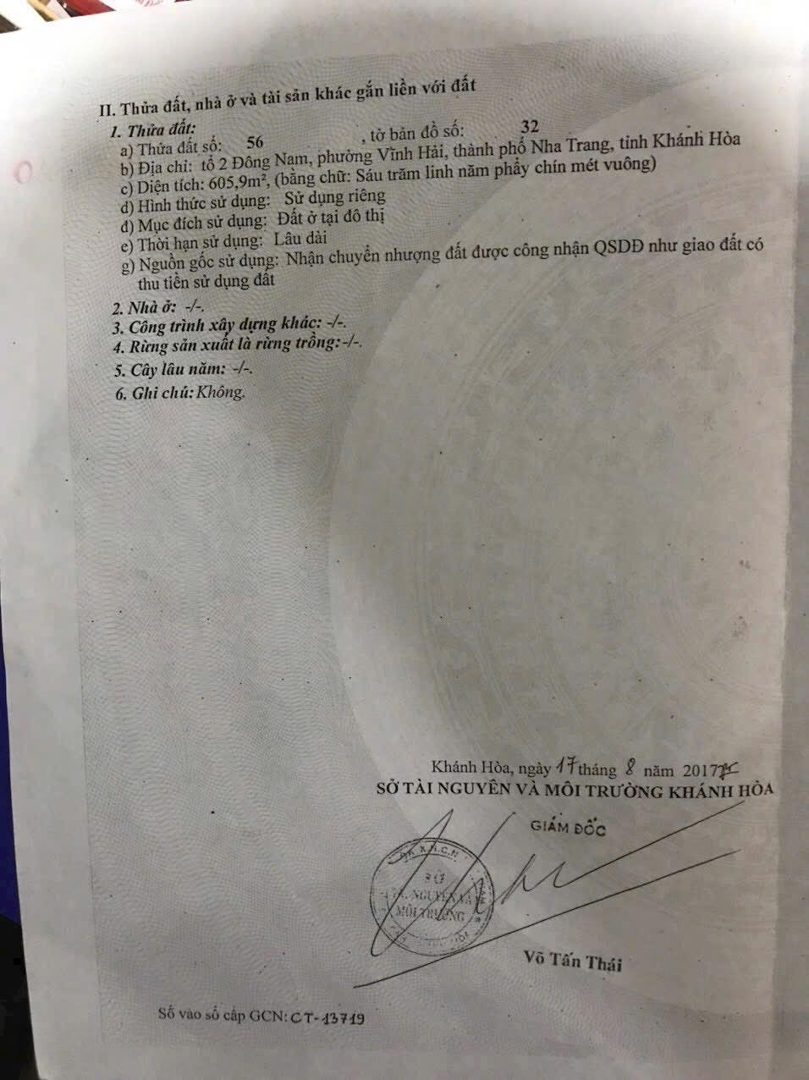 II. Thửa đất, nhà ở và tài sản khác gắn liền với đất
1. Thửa đất:
a) Thửa đất số: 56 , tờ bản đồ số: 32
b) Địa chỉ: tổ 2 Đông Nam, phường Vĩnh Hải, thành phố Nha Trang, tỉnh Khánh Hòa
c) Diện tích: 605,9m², (bằng chữ: Sáu trăm linh năm phẩy chín mét vuông)
d) Hình thức sử dụng: Sử dụng riêng
đ) Mục đích sử dụng: Đất ở tại đô thị
e) Thời hạn sử dụng: Lâu dài
g) Nguồn gốc sử dụng: Nhận chuyển nhượng đất được công nhận QSDĐ như giao đất có
thu tiền sử dụng đất
2. Nhà ở: -/-.
3. Công trình xây dựng khác: -/-.
4. Rừng sản xuất là rừng trồng: -/-.
5. Cây lâu năm: -/-.
6. Ghi chú: Không.
Khánh Hòa, ngày 17 tháng 8 năm 2017
SỞ TÀI NGUYÊN VÀ MÔI TRƯỜNG KHÁNH HÒA
GIÁM ĐỐC
SỞ
NGUYÊN VÀ
MÔI TRƯỜNG
Võ Tấn Thái
Số vào sổ cấp GCN: CT-13719